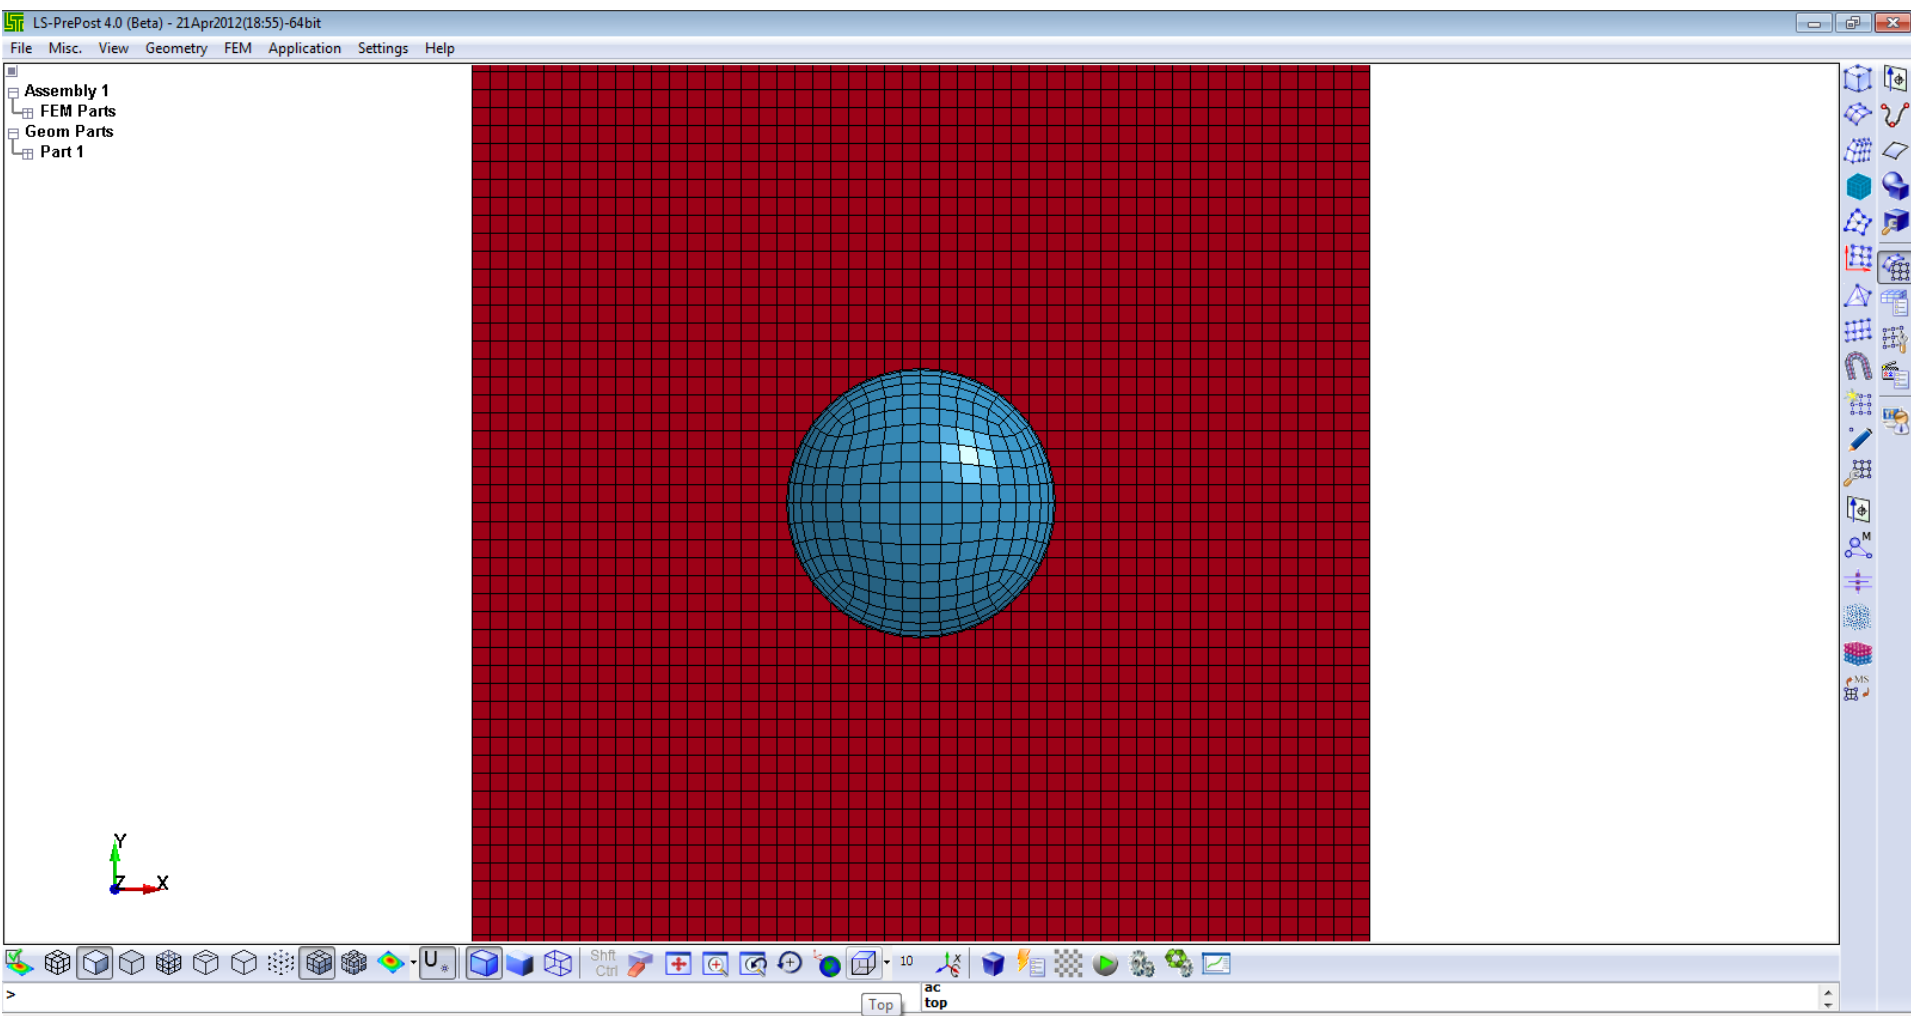 LS-PrePost 4.0 (Beta) - 21Apr2012(18:55)-64bit
File Misc. View Geometry FEM Application Settings Help
Assembly 1
FEM Parts
Geom Parts
Part 1
M
MS
Y
Z X
U
Shft
Ctrl
10
>
ac
top
Top